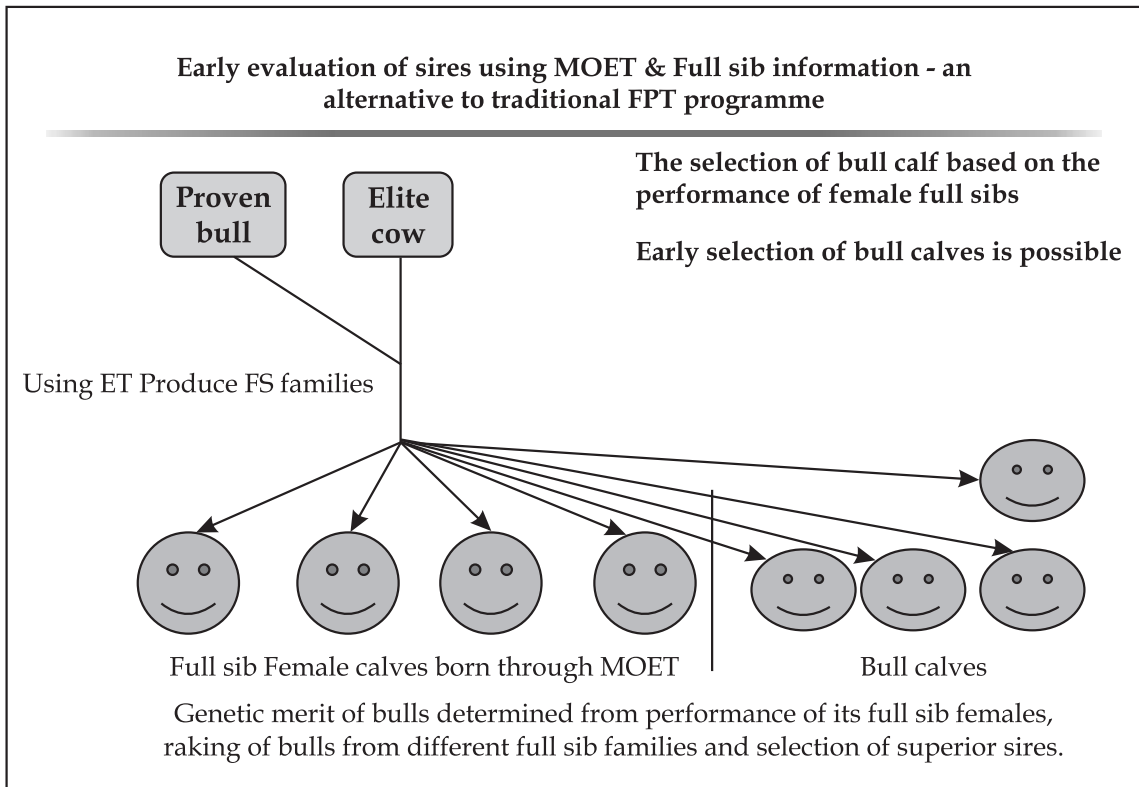 Early evaluation of sires using MOET & Full sib information - an
alternative to traditional FPT programme
Proven
bull
Elite
cow
The selection of bull calf based on the
performance of female full sibs
Early selection of bull calves is possible
Using ET Produce FS families
Full sib Female calves born through MOET
Bull calves
Genetic merit of bulls determined from performance of its full sib females,
raking of bulls from different full sib families and selection of superior sires.